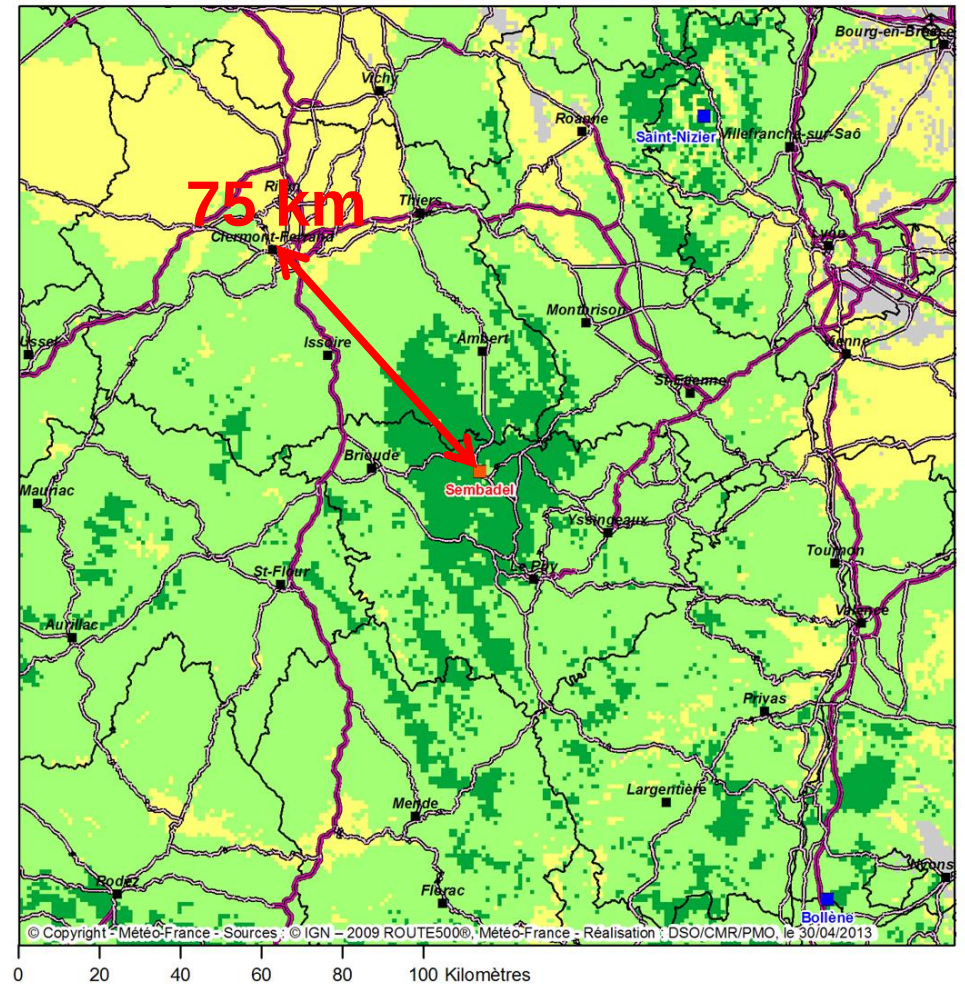 Bourg-en-Bresse
Vichy
Roanne
Saint-Nizier
Villefranche-sur-Saô
Riom
75 km
Thiers
Clermont-Ferrand
Lyon
Montbrison
Ussel
Issoire
Ambert
Vienne
St-Etienne
Brioude
Mauriac
Sembadel
Yssingeaux
Tournon
St-Flour
Le Puy
Aurillac
Valence
Privas
Largentière
Mende
Nyons
Rodez
Florac
Bollène
© Copyright - Météo-France - Sources : © IGN – 2009 ROUTE500®, Météo-France - Réalisation : DSO/CMR/PMO, le 30/04/2013
0 20 40 60 80 100 Kilomètres